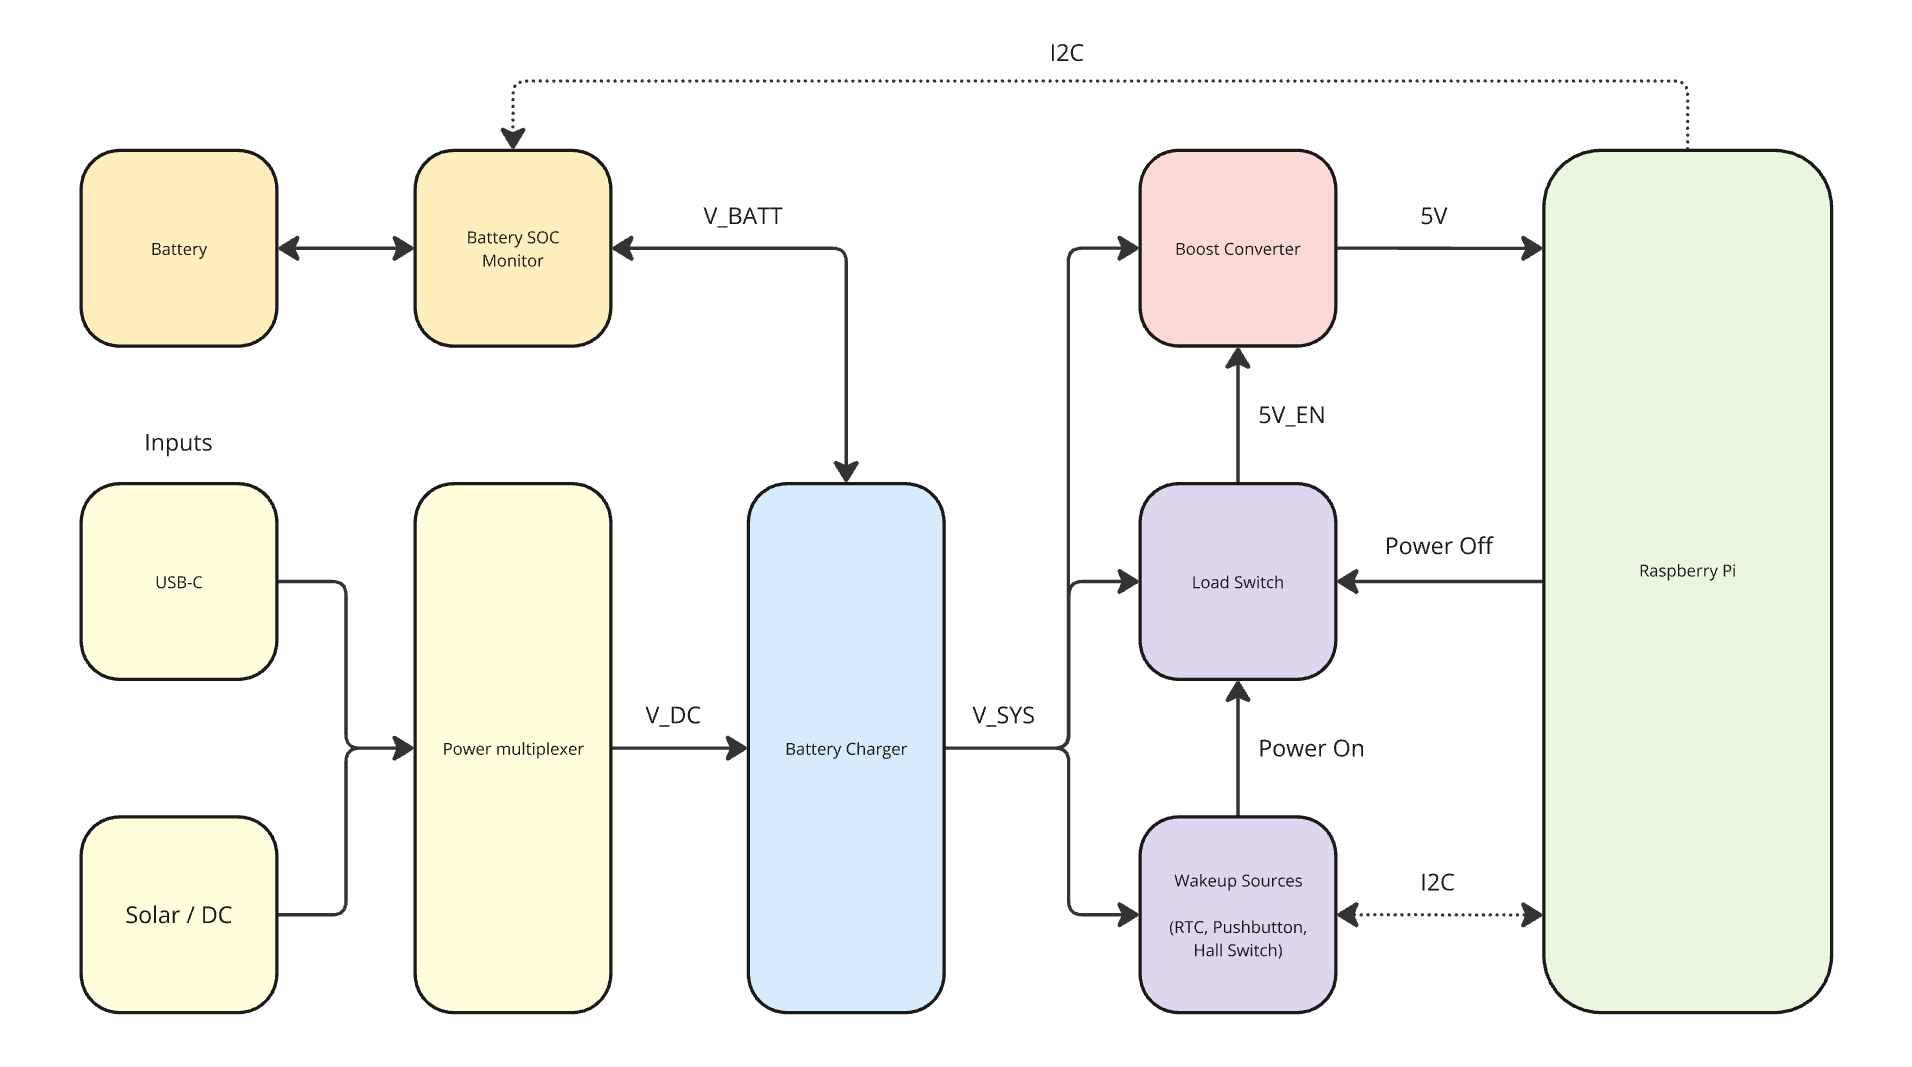 I2C
Battery
Battery SOC
Monitor
V_BATT
Boost Converter
5V
5V_EN
Inputs
USB-C
Solar / DC
Power multiplexer
V_DC
Battery Charger
V_SYS
Load Switch
Power Off
Raspberry Pi
Power On
Wakeup Sources
(RTC, Pushbutton,
Hall Switch)
I2C